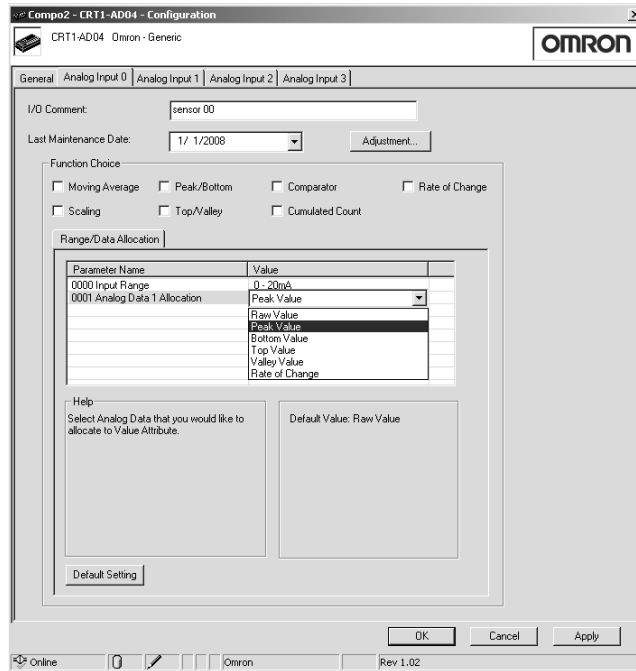 Compo2 - CRT1-AD04 - Configuration
CRT1-AD04 Omron - Generic
OMRON
General Analog Input 0 Analog Input 1 Analog Input 2 Analog Input 3
I/O Comment: sensor 00
Last Maintenance Date: 1/ 1/2008 Adjustment...
Function Choice
Moving Average Peak/Bottom Comparator Rate of Change
Scaling Top/Valley Cumulated Count
Range/Data Allocation
Parameter Name Value
0000 Input Range 0 - 20mA
0001 Analog Data 1 Allocation Peak Value
Raw Value
Peak Value
Bottom Value
Top Value
Valley Value
Rate of Change
Help
Select Analog Data that you would like to
allocate to Value Attribute.
Default Value: Raw Value
Default Setting
OK Cancel Apply
Online Omron Rev 1.02